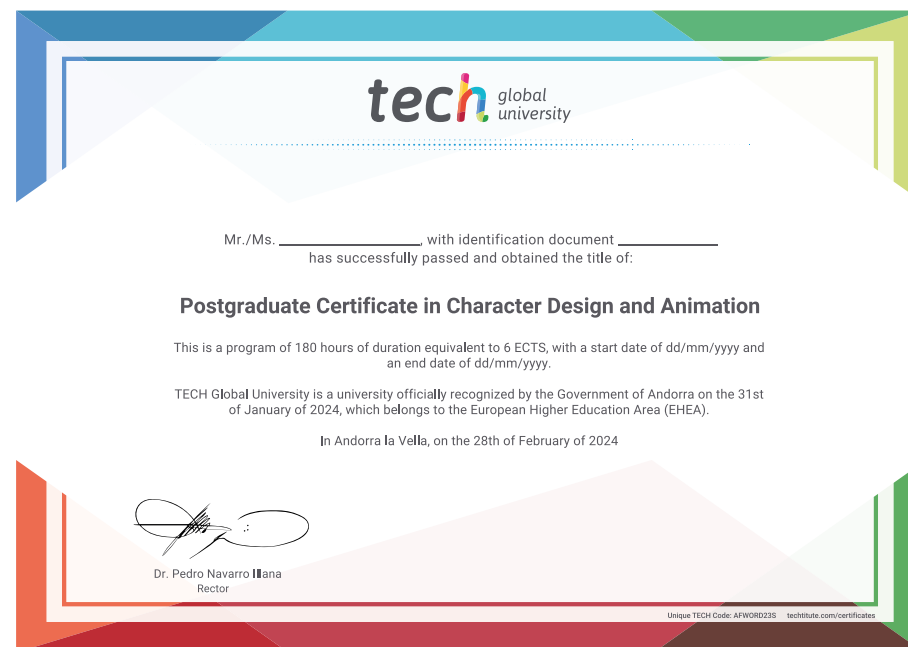 tech global
university
Mr./Ms. ____________, with identification document ____________
has successfully passed and obtained the title of:
Postgraduate Certificate in Character Design and Animation
This is a program of 180 hours of duration equivalent to 6 ECTS, with a start date of dd/mm/yyyy and
an end date of dd/mm/yyyy.
TECH Global University is a university officially recognized by the Government of Andorra on the 31st
of January of 2024, which belongs to the European Higher Education Area (EHEA).
In Andorra la Vella, on the 28th of February of 2024
Dr. Pedro Navarro Illana
Rector
Unique TECH Code: AFWORD23S techtitute.com/certificates